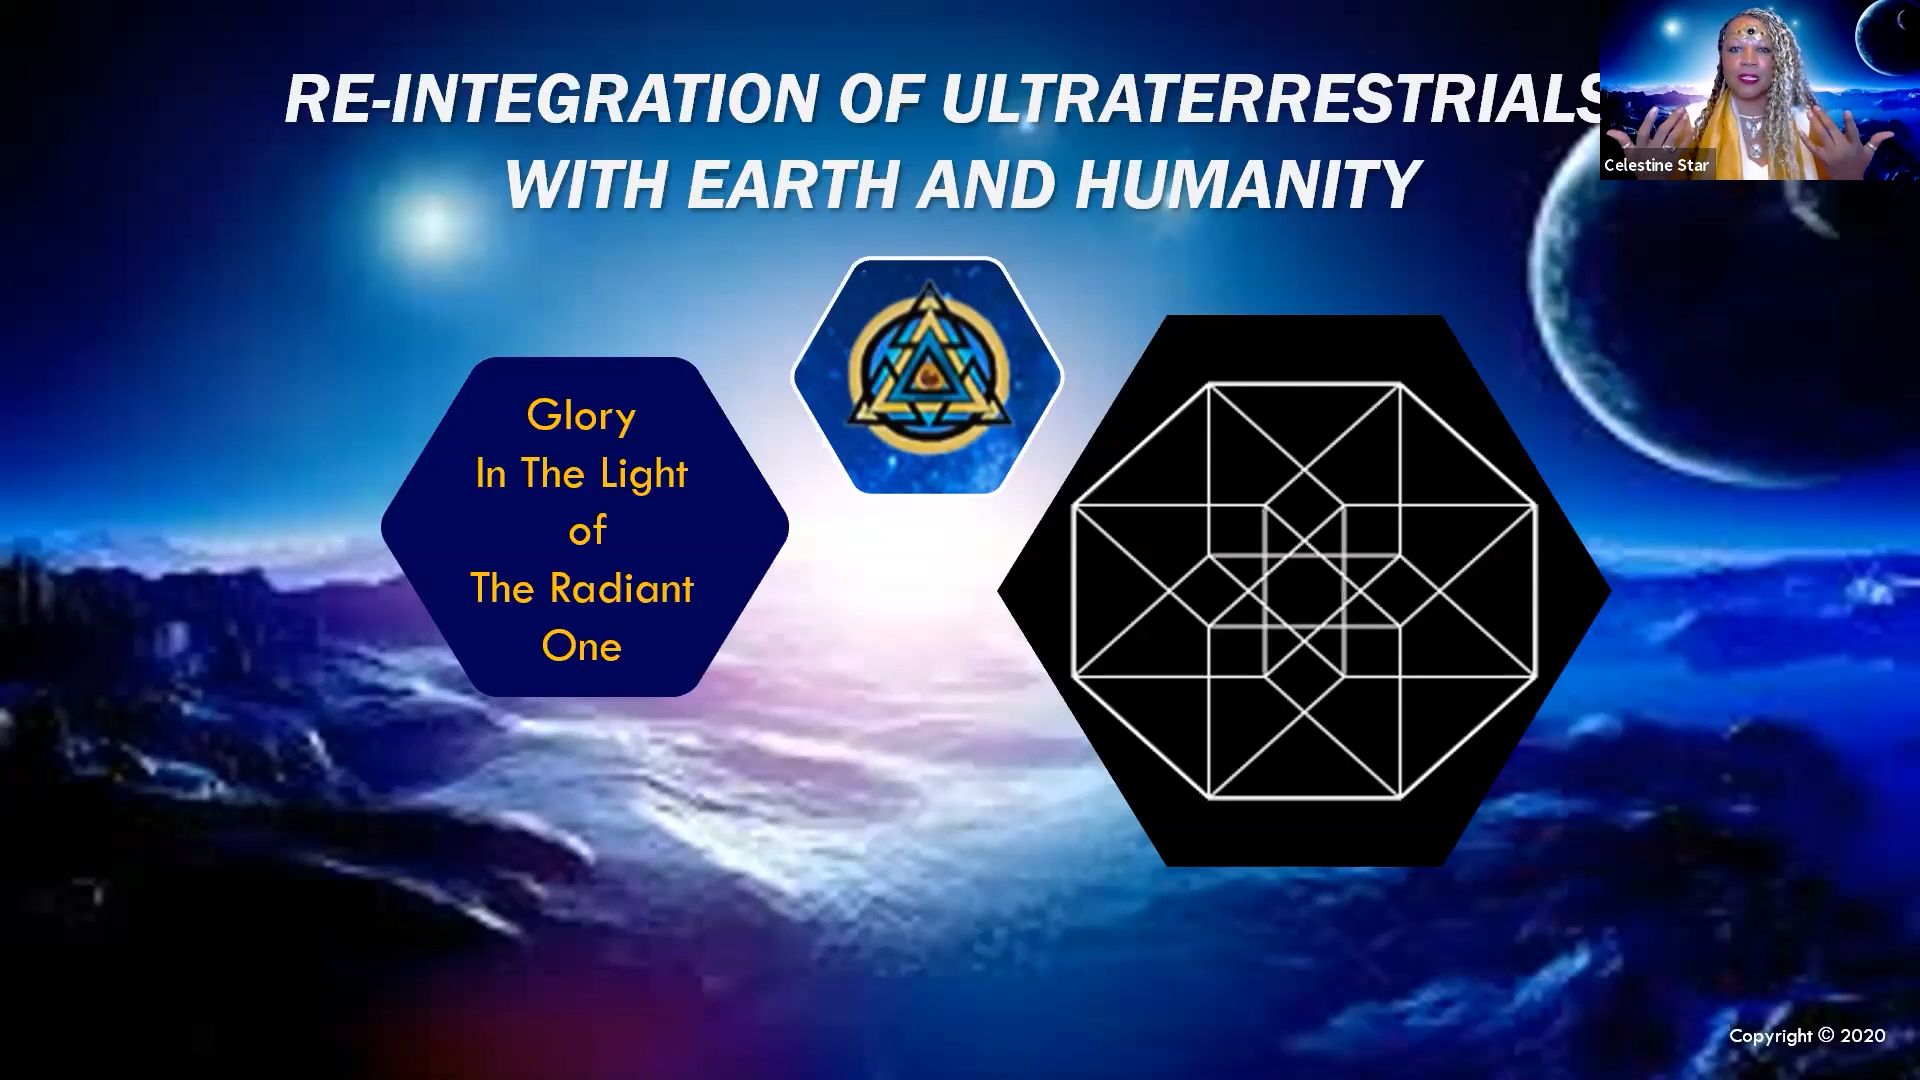 RE-INTEGRATION OF ULTRATERRESTRIALS
WITH EARTH AND HUMANITY
Celestine Star
Glory
In The Light
of
The Radiant
One
Copyright © 2020